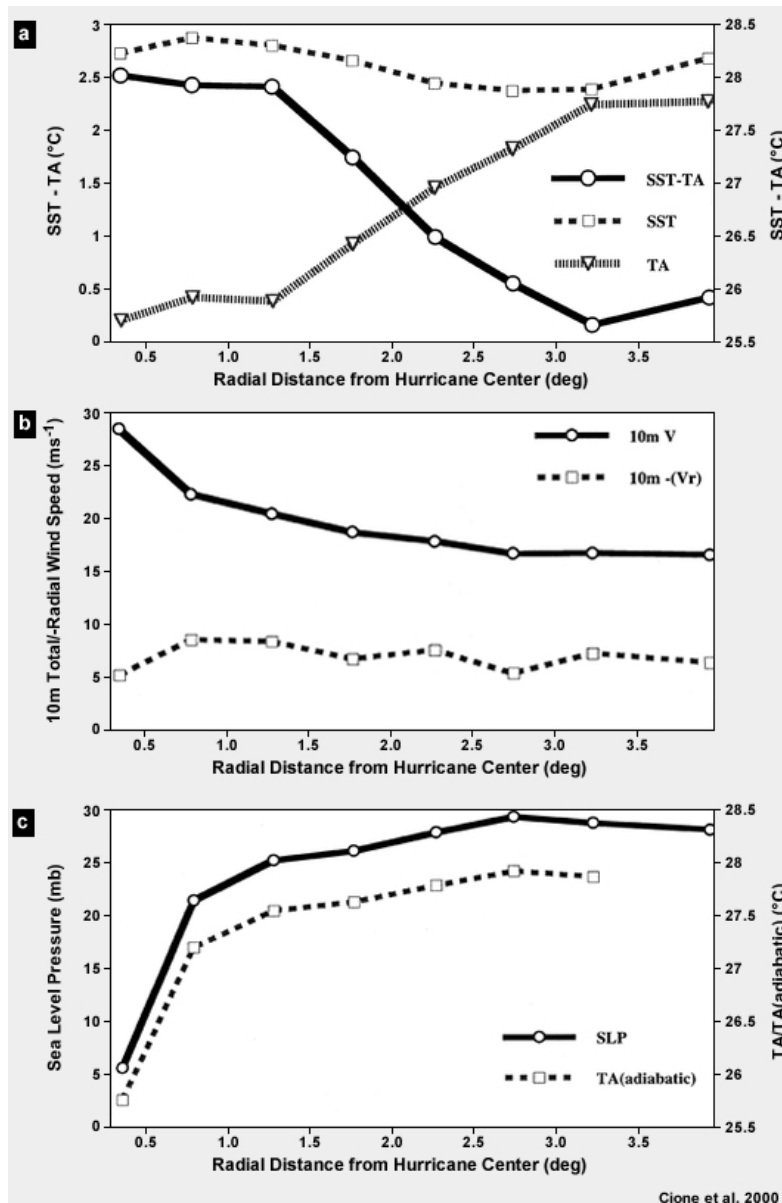 a
3
2.5
2
1.5
1
0.5
0
SST - TA (°C)
28.5
28
27.5
27
26.5
26
25.5
SST - TA (°C)
SST-TA
SST
TA
0.5 1.0 1.5 2.0 2.5 3.0 3.5
Radial Distance from Hurricane Center (deg)
b
30
25
20
15
10
5
0
10m Total/-Radial Wind Speed (ms-1)
10m V
10m -(Vr)
0.5 1.0 1.5 2.0 2.5 3.0 3.5
Radial Distance from Hurricane Center (deg)
c
30
25
20
15
10
5
0
Sea Level Pressure (mb)
28.5
28
27.5
27
26.5
26
25.5
TA/TA(adiabatic) (°C)
SLP
TA(adiabatic)
0.5 1.0 1.5 2.0 2.5 3.0 3.5
Radial Distance from Hurricane Center (deg)
Cione et al. 2000